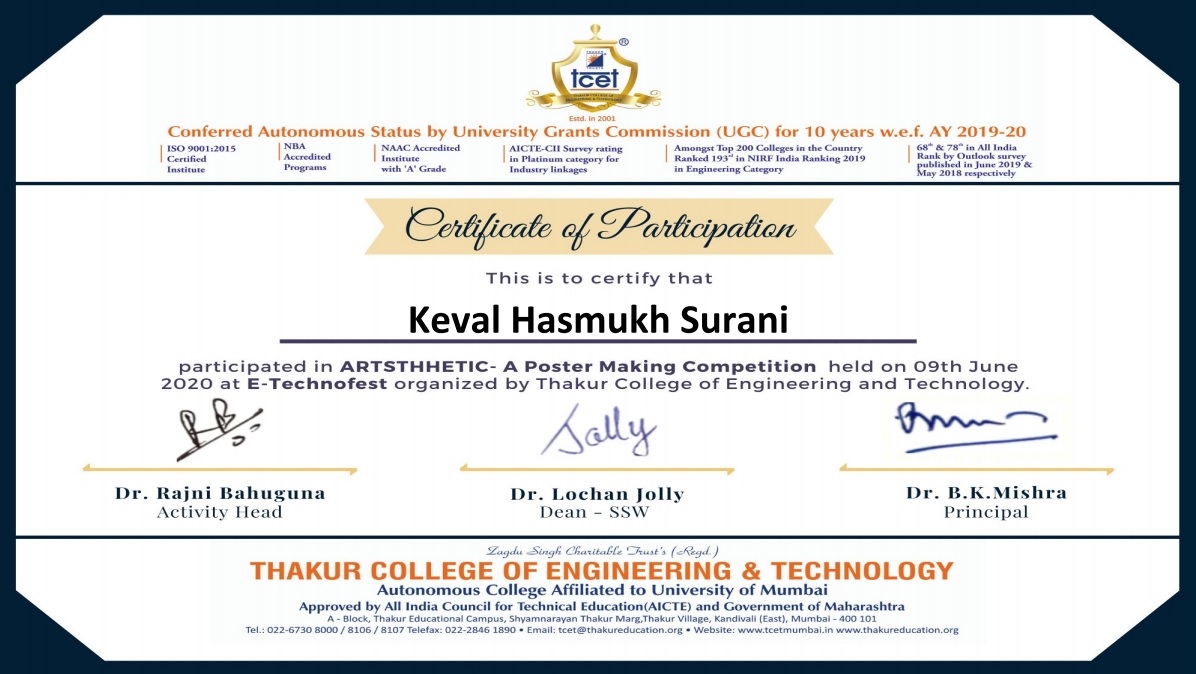 THAKUR
®
tcet
THAKUR COLLEGE OF
ENGINEERING & TECHNOLOGY
Estd. in 2001
Conferred Autonomous Status by University Grants Commission (UGC) for 10 years w.e.f. AY 2019-20
ISO 9001:2015
Certified
Institute
NBA
Accredited
Programs
NAAC Accredited
Institute
with 'A' Grade
AICTE-CII Survey rating
in Platinum category for
Industry linkages
Amongst Top 200 Colleges in the Country
Ranked 193rd in NIRF India Ranking 2019
in Engineering Category
68th & 78th in All India
Rank by Outlook survey
published in June 2019 &
May 2018 respectively
Certificate of Participation
This is to certify that
Keval Hasmukh Surani
participated in ARTSTHHETIC- A Poster Making Competition held on 09th June
2020 at E-Technofest organized by Thakur College of Engineering and Technology.
Jolly
Dr. Rajni Bahuguna
Activity Head
Dr. Lochan Jolly
Dean – SSW
Dr. B.K.Mishra
Principal
Zagdu Singh Charitable Trust's (Regd.)
THAKUR COLLEGE OF ENGINEERING & TECHNOLOGY
Autonomous College Affiliated to University of Mumbai
Approved by All India Council for Technical Education(AICTE) and Government of Maharashtra
A - Block, Thakur Educational Campus, Shyamnarayan Thakur Marg,Thakur Village, Kandivali (East), Mumbai - 400 101
Tel.: 022-6730 8000 / 8106 / 8107 Telefax: 022-2846 1890 • Email: tcet@thakureducation.org • Website: www.tcetmumbai.in www.thakureducation.org